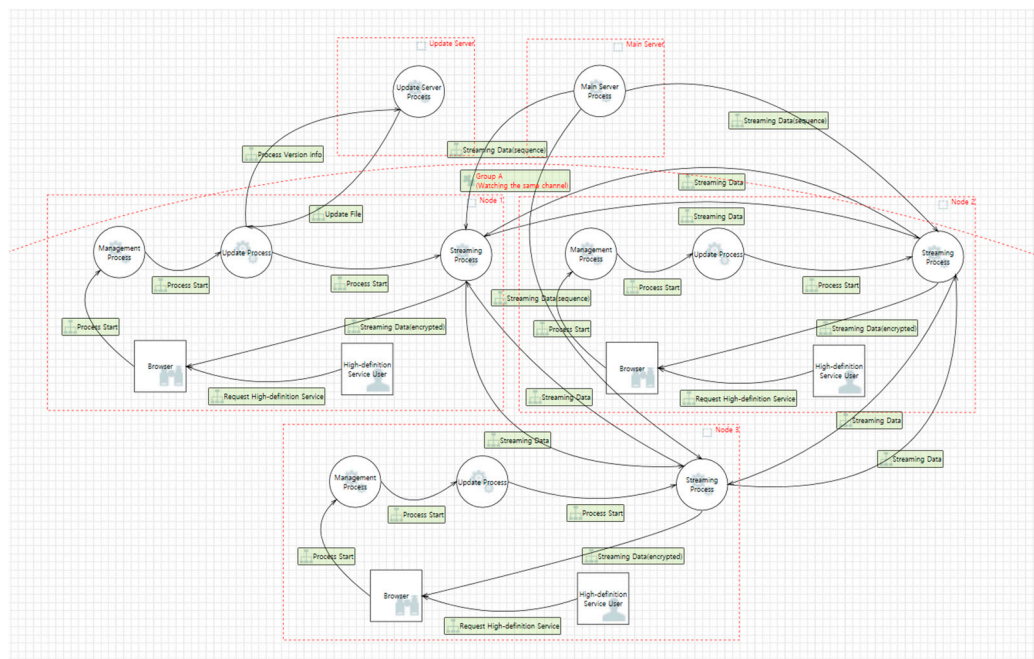 Update Server
Main Server
Update Server
Process
Main Server
Process
Streaming Data(sequence)
Process Version info
Streaming Data(sequence)
Group A
(Watching the same channel)
Streaming Data
Node 1
Node 2
Update File
Streaming Data
Management
Process
Update Process
Streaming
Process
Management
Process
Update Process
Streaming
Process
Process Start
Process Start
Process Start
Process Start
Streaming Data(sequence)
Process Start
Streaming Data(encrypted)
Process Start
Streaming Data(encrypted)
Browser
High-definition
Service User
Browser
High-definition
Service User
Request High-definition Service
Streaming Data
Request High-definition Service
Streaming Data
Node 3
Streaming Data
Streaming Data
Management
Process
Update Process
Streaming
Process
Process Start
Process Start
Process Start
Streaming Data(encrypted)
Browser
High-definition
Service User
Request High-definition Service